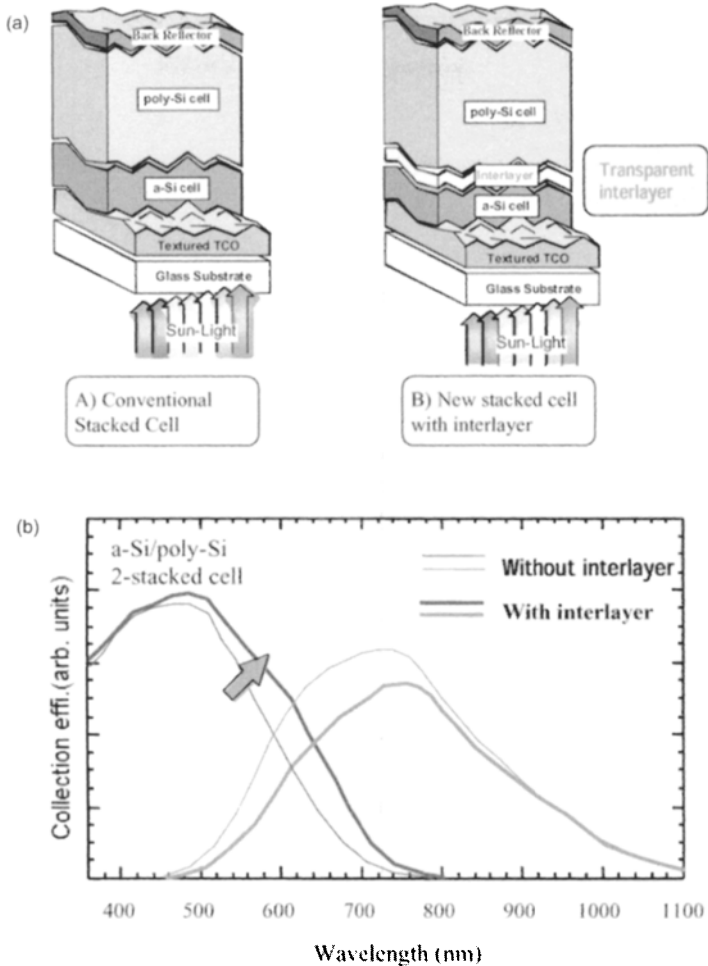 (a)
Back Reflector
poly-Si cell
a-Si cell
Textured TCO
Glass Substrate
Sun-Light
A) Conventional
Stacked Cell
Back Reflector
poly-Si cell
Interlayer
a-Si cell
Textured TCO
Glass Substrate
Sun-Light
Transparent
interlayer
B) New stacked cell
with interlayer
(b)
a-Si/poly-Si
2-stacked cell
Without interlayer
With interlayer
Collection effi.(arb. units)
400 500 600 700 800 900 1000 1100
Wavelength (nm)